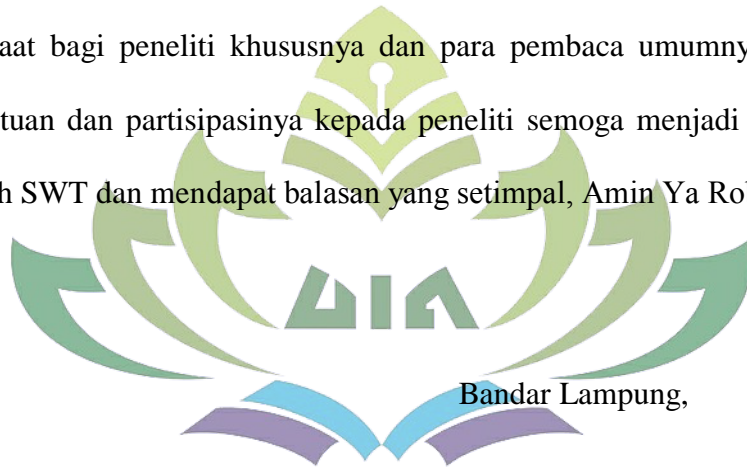 aat bagi peneliti khususnya dan para pembaca umumny
tuan dan partisipasinya kepada peneliti semoga menjadi
h SWT dan mendapat balasan yang setimpal, Amin Ya Ro
UIN
Bandar Lampung,